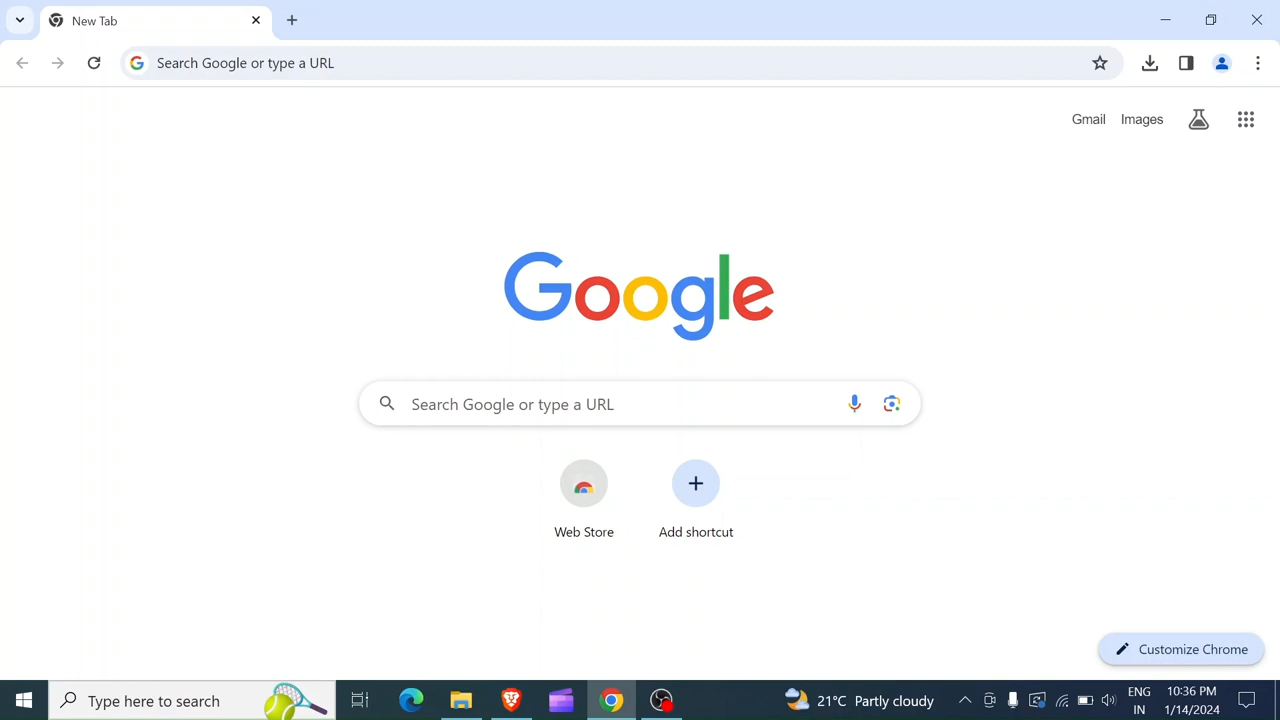 New Tab
Search Google or type a URL
Gmail Images
Google
Search Google or type a URL
Web Store Add shortcut
Customize Chrome
Type here to search
21°C Partly cloudy
ENG
IN
10:36 PM
1/14/2024